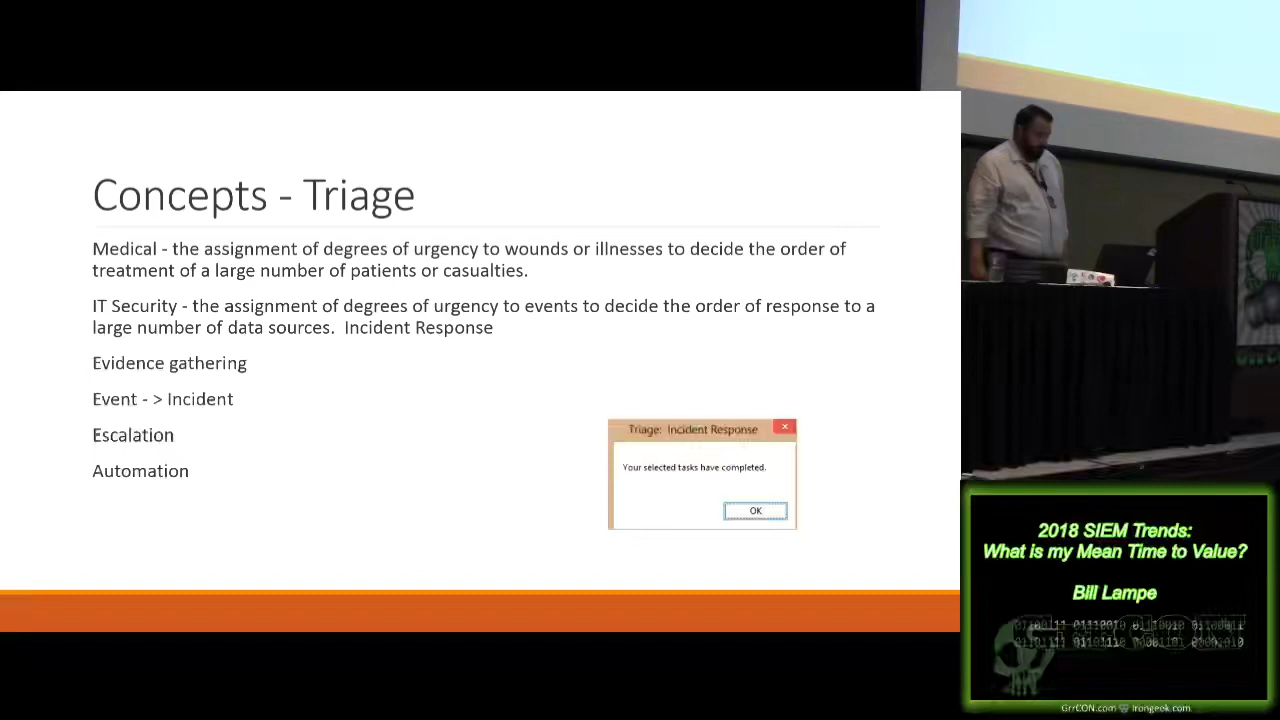 Concepts - Triage
Medical - the assignment of degrees of urgency to wounds or illnesses to decide the order of
treatment of a large number of patients or casualties.
IT Security - the assignment of degrees of urgency to events to decide the order of response to a
large number of data sources.  Incident Response
Evidence gathering
Event - > Incident
Escalation
Automation
Triage: Incident Response
Your selected tasks have completed.
OK
2018 SIEM Trends:
What is my Mean Time to Value?
Bill Lampe
GrrCON
GrrCON.com
Irongeek.com